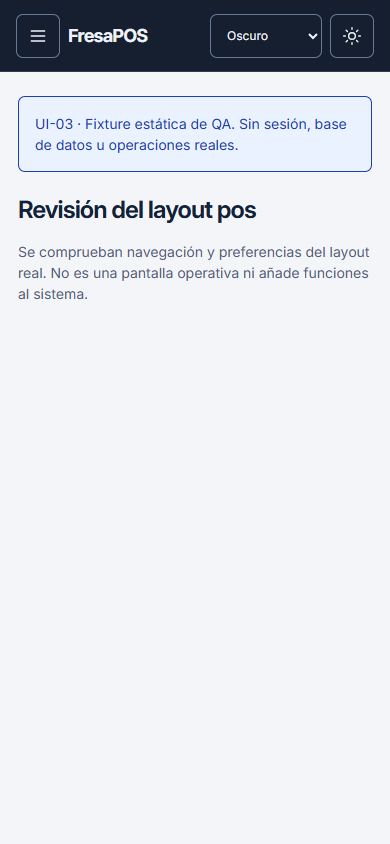 FresaPOS
Oscuro
UI-03 · Fixture estática de QA. Sin sesión, base
de datos u operaciones reales.
Revisión del layout pos
Se comprueban navegación y preferencias del layout
real. No es una pantalla operativa ni añade funciones
al sistema.